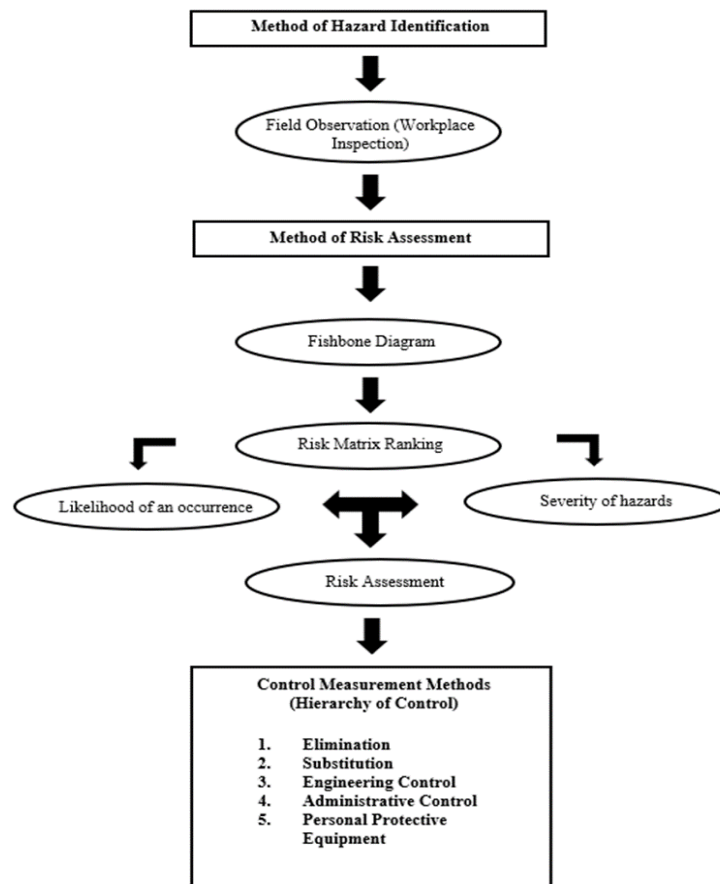 Method of Hazard Identification
Field Observation (Workplace
Inspection)
Method of Risk Assessment
Fishbone Diagram
Risk Matrix Ranking
Likelihood of an occurrence
Severity of hazards
Risk Assessment
Control Measurement Methods
(Hierarchy of Control)
1. Elimination
2. Substitution
3. Engineering Control
4. Administrative Control
5. Personal Protective
Equipment